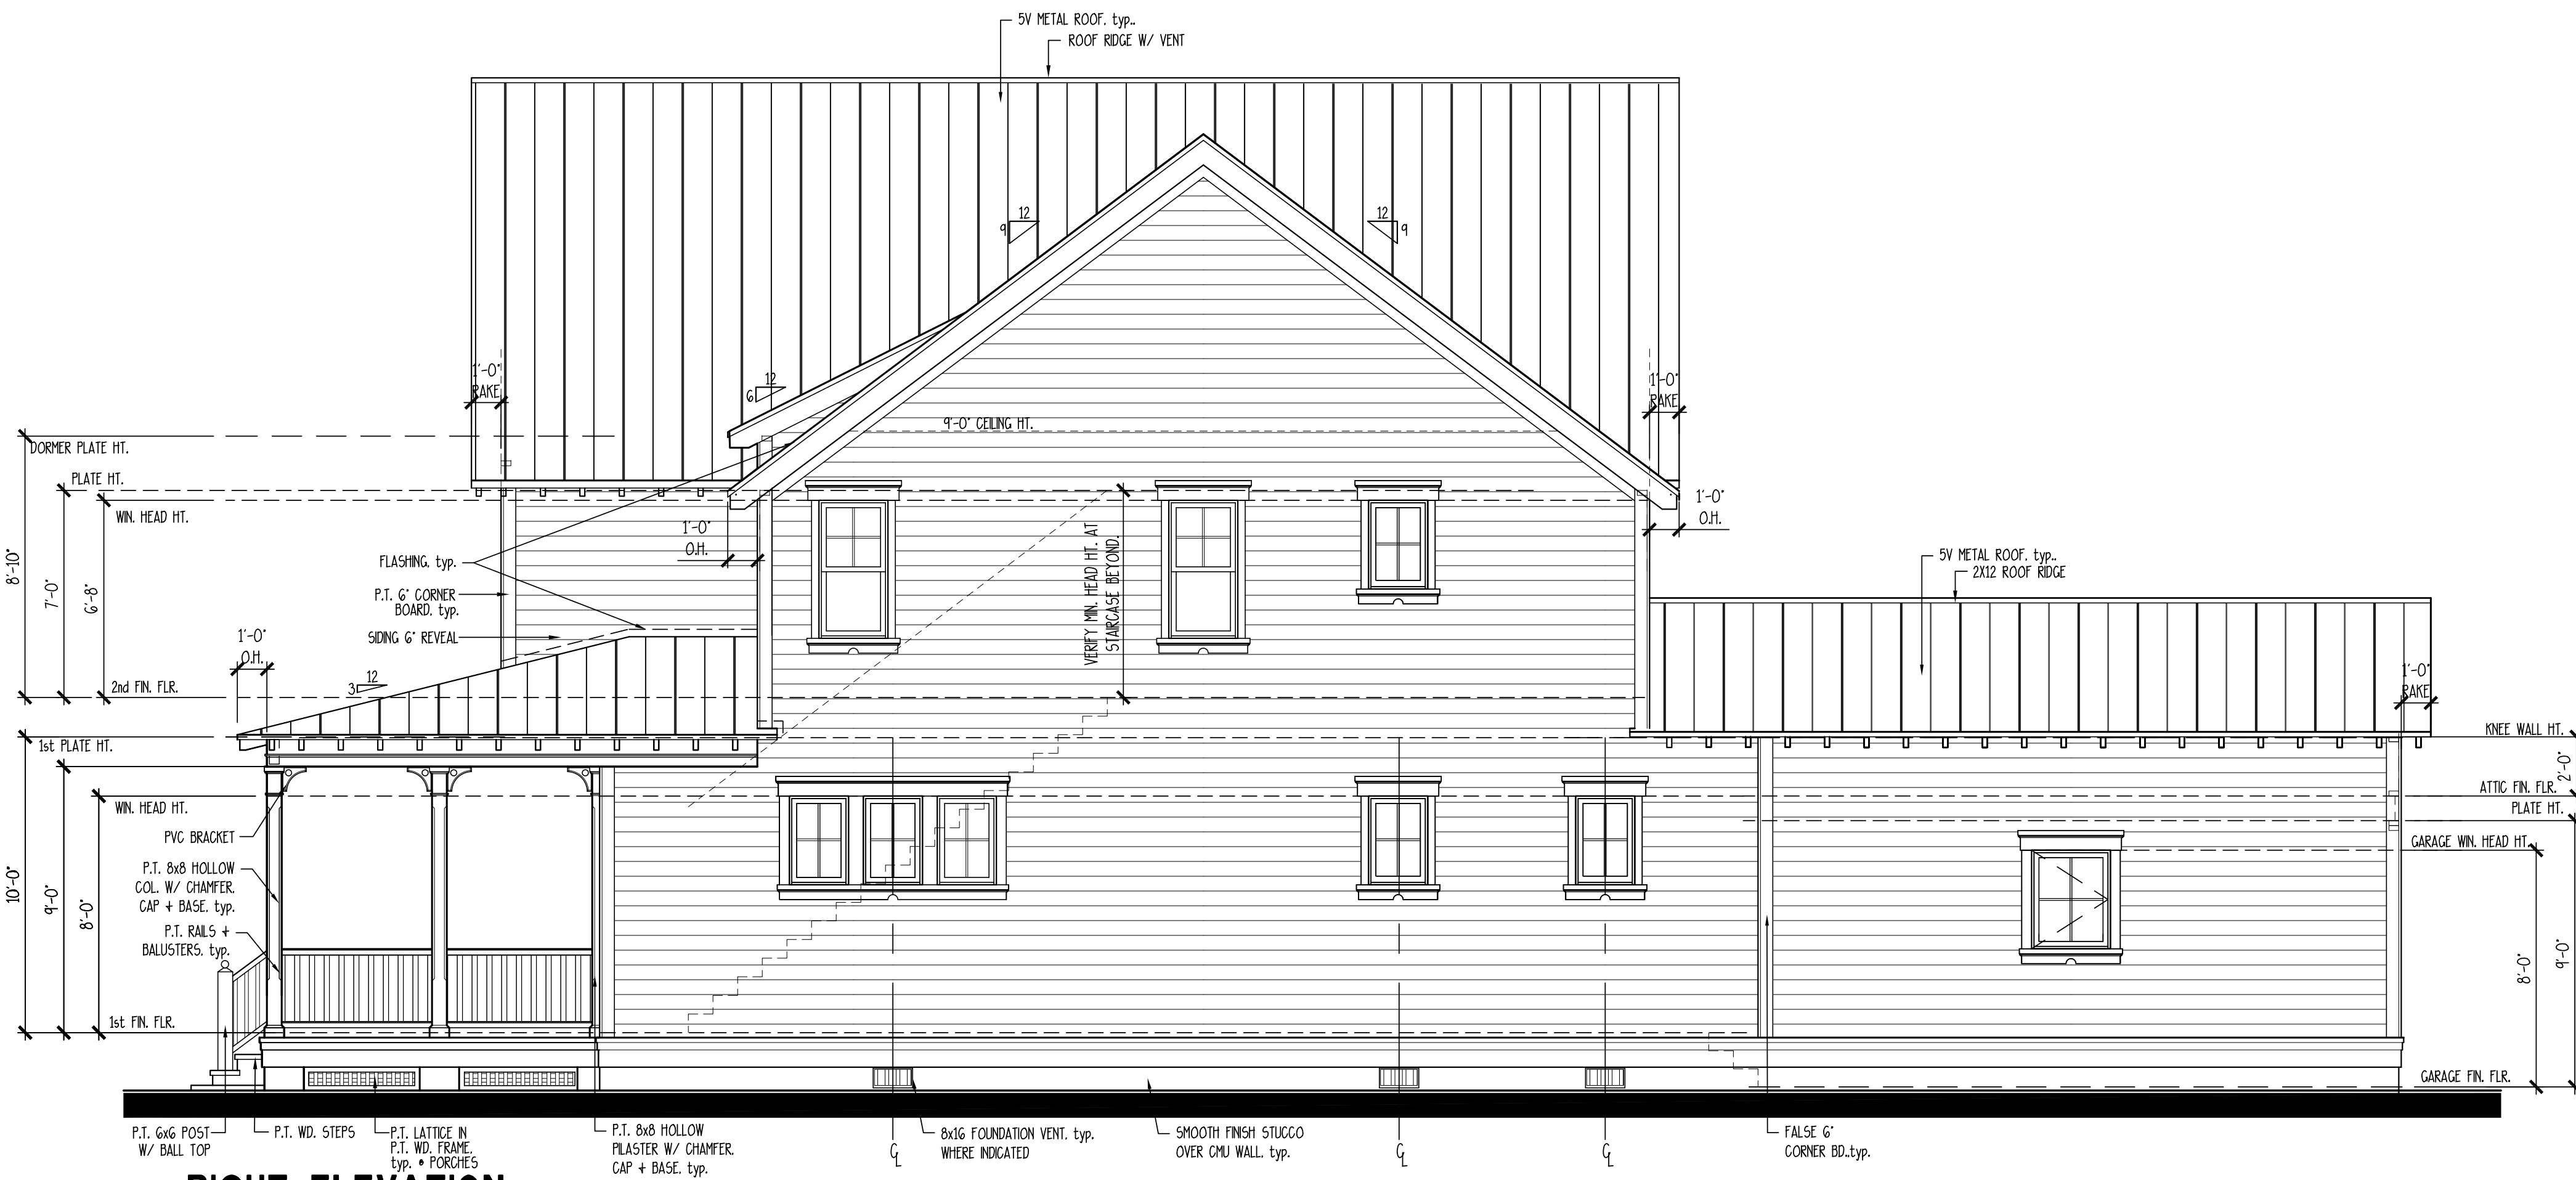 5V METAL ROOF. typ..
ROOF RIDGE W/ VENT
12
9
12
9
1'-0"
RAKE
12
6
1'-0"
RAKE
9'-0" CEILING HT.
DORMER PLATE HT.
PLATE HT.
WIN. HEAD HT.
8'-10"
7'-0"
6'-8"
1'-0"
O.H.
1'-0"
O.H.
FLASHING. typ.
P.T. 6" CORNER
BOARD. typ.
SIDING 6" REVEAL
VERIFY MIN. HEAD HT. AT
STAIRCASE BEYOND.
5V METAL ROOF. typ..
2X12 ROOF RIDGE
1'-0"
O.H.
12
3
2nd FIN. FLR.
1'-0"
RAKE
1st PLATE HT.
KNEE WALL HT.
2'-0"
ATTIC FIN. FLR.
PLATE HT.
WIN. HEAD HT.
PVC BRACKET
GARAGE WIN. HEAD HT.
P.T. 8x8 HOLLOW
COL. W/ CHAMFER.
CAP + BASE. typ.
10'-0"
9'-0"
8'-0"
P.T. RAILS +
BALUSTERS. typ.
8'-0"
9'-6"
1st FIN. FLR.
GARAGE FIN. FLR.
P.T. 6x6 POST
W/ BALL TOP
P.T. WD. STEPS
P.T. LATTICE IN
P.T. WD. FRAME.
typ. @ PORCHES
P.T. 8x8 HOLLOW
PILASTER W/ CHAMFER.
CAP + BASE. typ.
CL
8x16 FOUNDATION VENT. typ.
WHERE INDICATED
SMOOTH FINISH STUCCO
OVER CMU WALL. typ.
CL
CL
FALSE 6"
CORNER BD..typ.
RIGHT ELEVATION